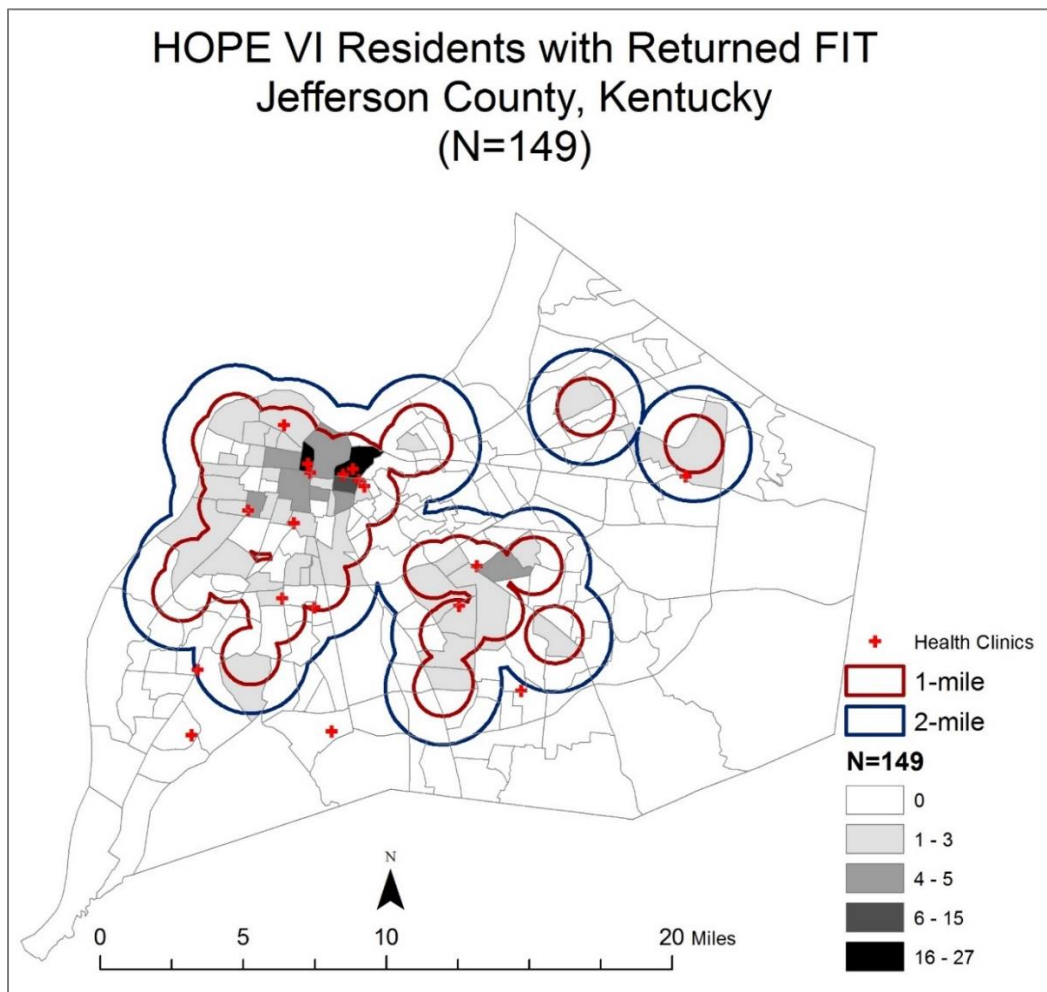 HOPE VI Residents with Returned FIT
Jefferson County, Kentucky
(N=149)
Health Clinics
1-mile
2-mile
N=149
0
1 - 3
4 - 5
6 - 15
16 - 27
N
0 5 10 20 Miles